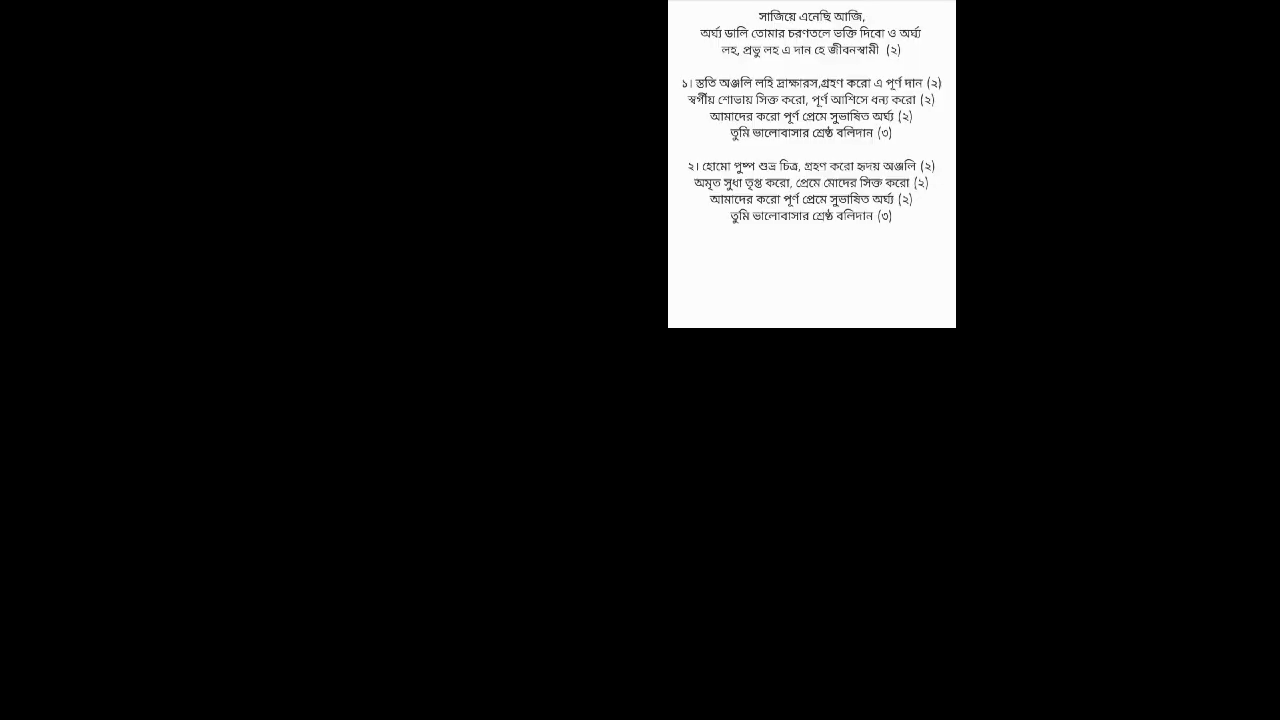 সাজিয়ে এনেছি আজি,
অর্ঘ্য ডালি তোমার চরণতলে ভক্তি দিবো ও অর্ঘ্য
লহ, প্রভু লহ এ দান হে জীবনস্বামী (২)
১। স্তুতি অঞ্জলি লহি দ্রাক্ষারস,গ্রহণ করো এ পূর্ণ দান (২)
স্বর্গীয় শোভায় সিক্ত করো, পূর্ণ আশিসে ধন্য করো (২)
আমাদের করো পূর্ণ প্রেমে সুভাষিত অর্ঘ্য (২)
তুমি ভালোবাসার শ্রেষ্ঠ বলিদান (৩)
২। হোমো পুষ্প শুভ্র চিত্র, গ্রহণ করো হৃদয় অঞ্জলি (২)
অমৃত সুধা তৃপ্ত করো, প্রেমে মোদের সিক্ত করো (২)
আমাদের করো পূর্ণ প্রেমে সুভাষিত অর্ঘ্য (২)
তুমি ভালোবাসার শ্রেষ্ঠ বলিদান (৩)